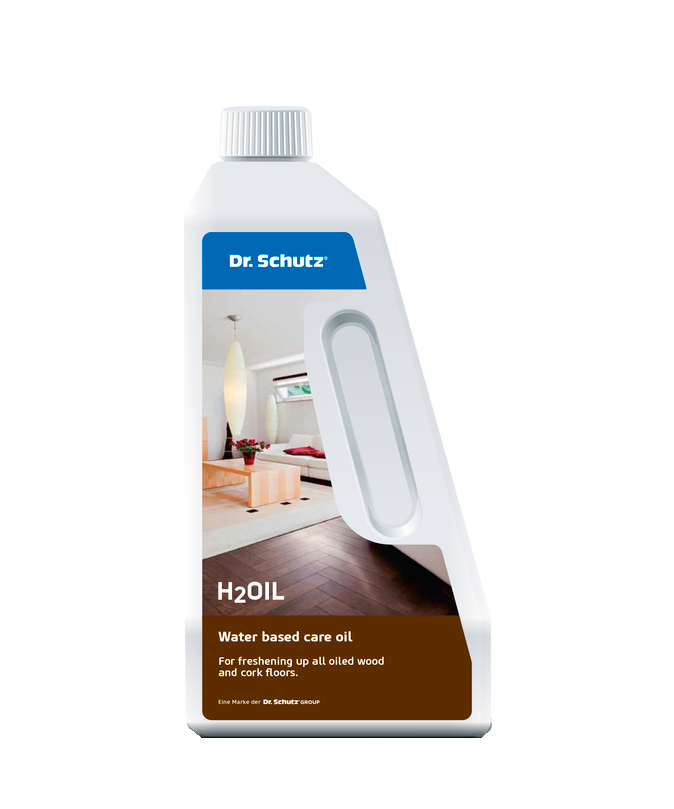 Dr. Schutz®
H2OIL
Water based care oil
For freshening up all oiled wood
and cork floors.
Eine Marke der Dr. Schutz® GROUP